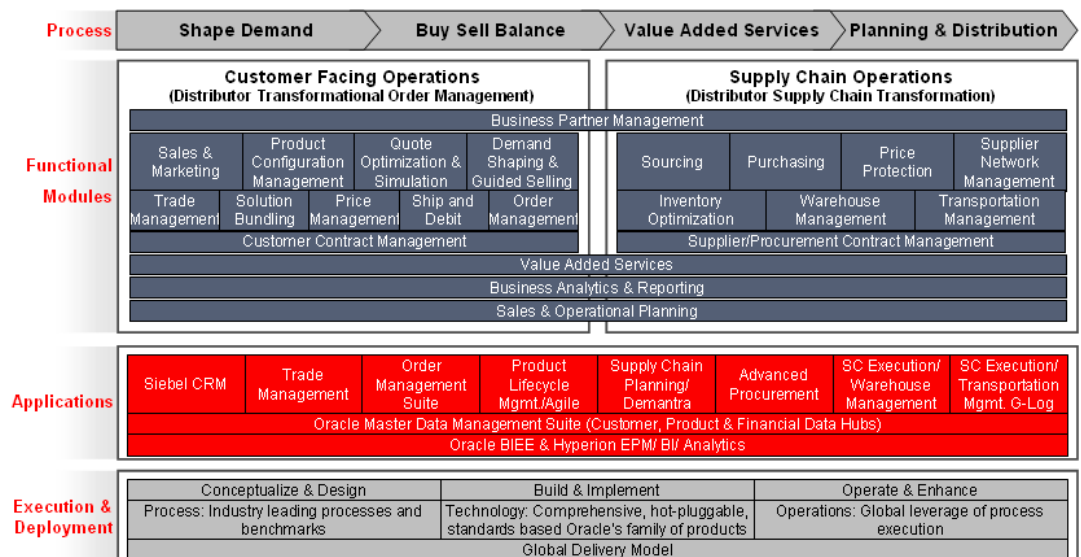 Process
Shape Demand
Buy Sell Balance
Value Added Services
Planning & Distribution
Functional
Modules
Customer Facing Operations
(Distributor Transformational Order Management)
Supply Chain Operations
(Distributor Supply Chain Transformation)
Business Partner Management
Sales &
Marketing
Product
Configuration
Management
Quote
Optimization &
Simulation
Demand
Shaping &
Guided Selling
Sourcing
Purchasing
Price
Protection
Supplier
Network
Management
Trade
Management
Solution
Bundling
Price
Management
Ship and
Debit
Order
Management
Inventory
Optimization
Warehouse
Management
Transportation
Management
Customer Contract Management
Supplier/Procurement Contract Management
Value Added Services
Business Analytics & Reporting
Sales & Operational Planning
Applications
Siebel CRM
Trade
Management
Order
Management
Suite
Product
Lifecycle
Mgmt./Agile
Supply Chain
Planning/
Demantra
Advanced
Procurement
SC Execution/
Warehouse
Management
SC Execution/
Transportation
Mgmt. G-Log
Oracle Master Data Management Suite (Customer, Product & Financial Data Hubs)
Oracle BIEE & Hyperion EPM/ BI/ Analytics
Execution &
Deployment
Conceptualize & Design
Build & Implement
Operate & Enhance
Process: Industry leading processes and
benchmarks
Technology: Comprehensive, hot-pluggable,
standards based Oracle's family of products
Operations: Global leverage of process
execution
Global Delivery Model